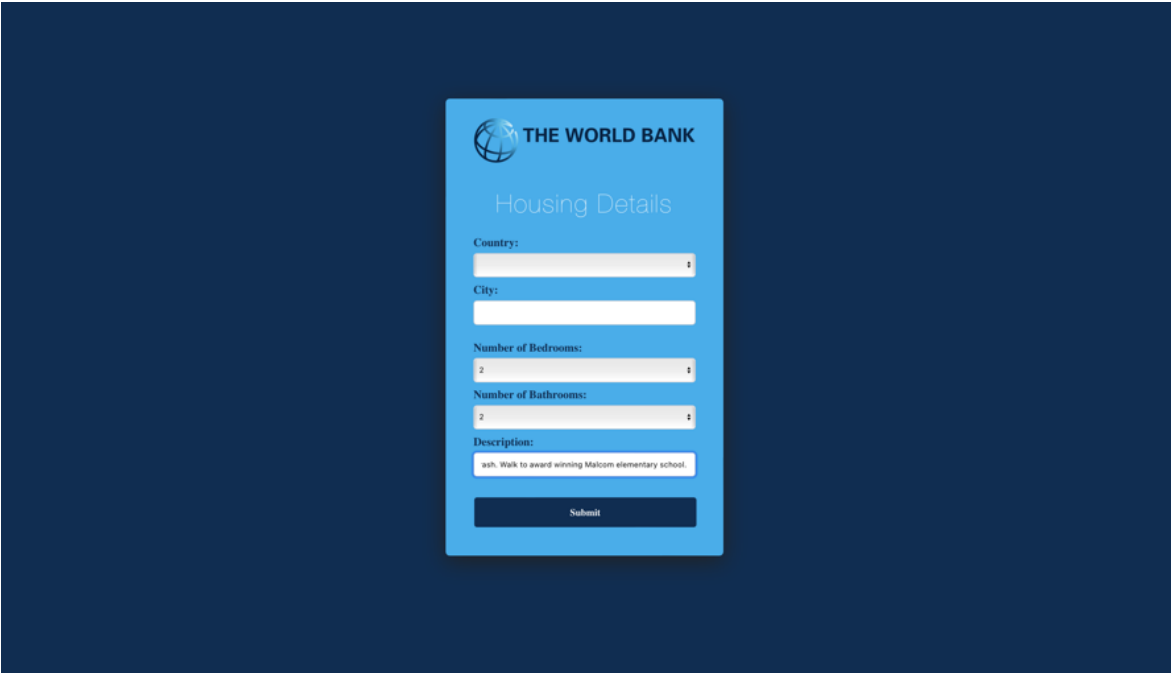 THE WORLD BANK
Housing Details
Country:
City:
Number of Bedrooms:
2
Number of Bathrooms:
2
Description:
ash. Walk to award winning Malcom elementary school.
Submit